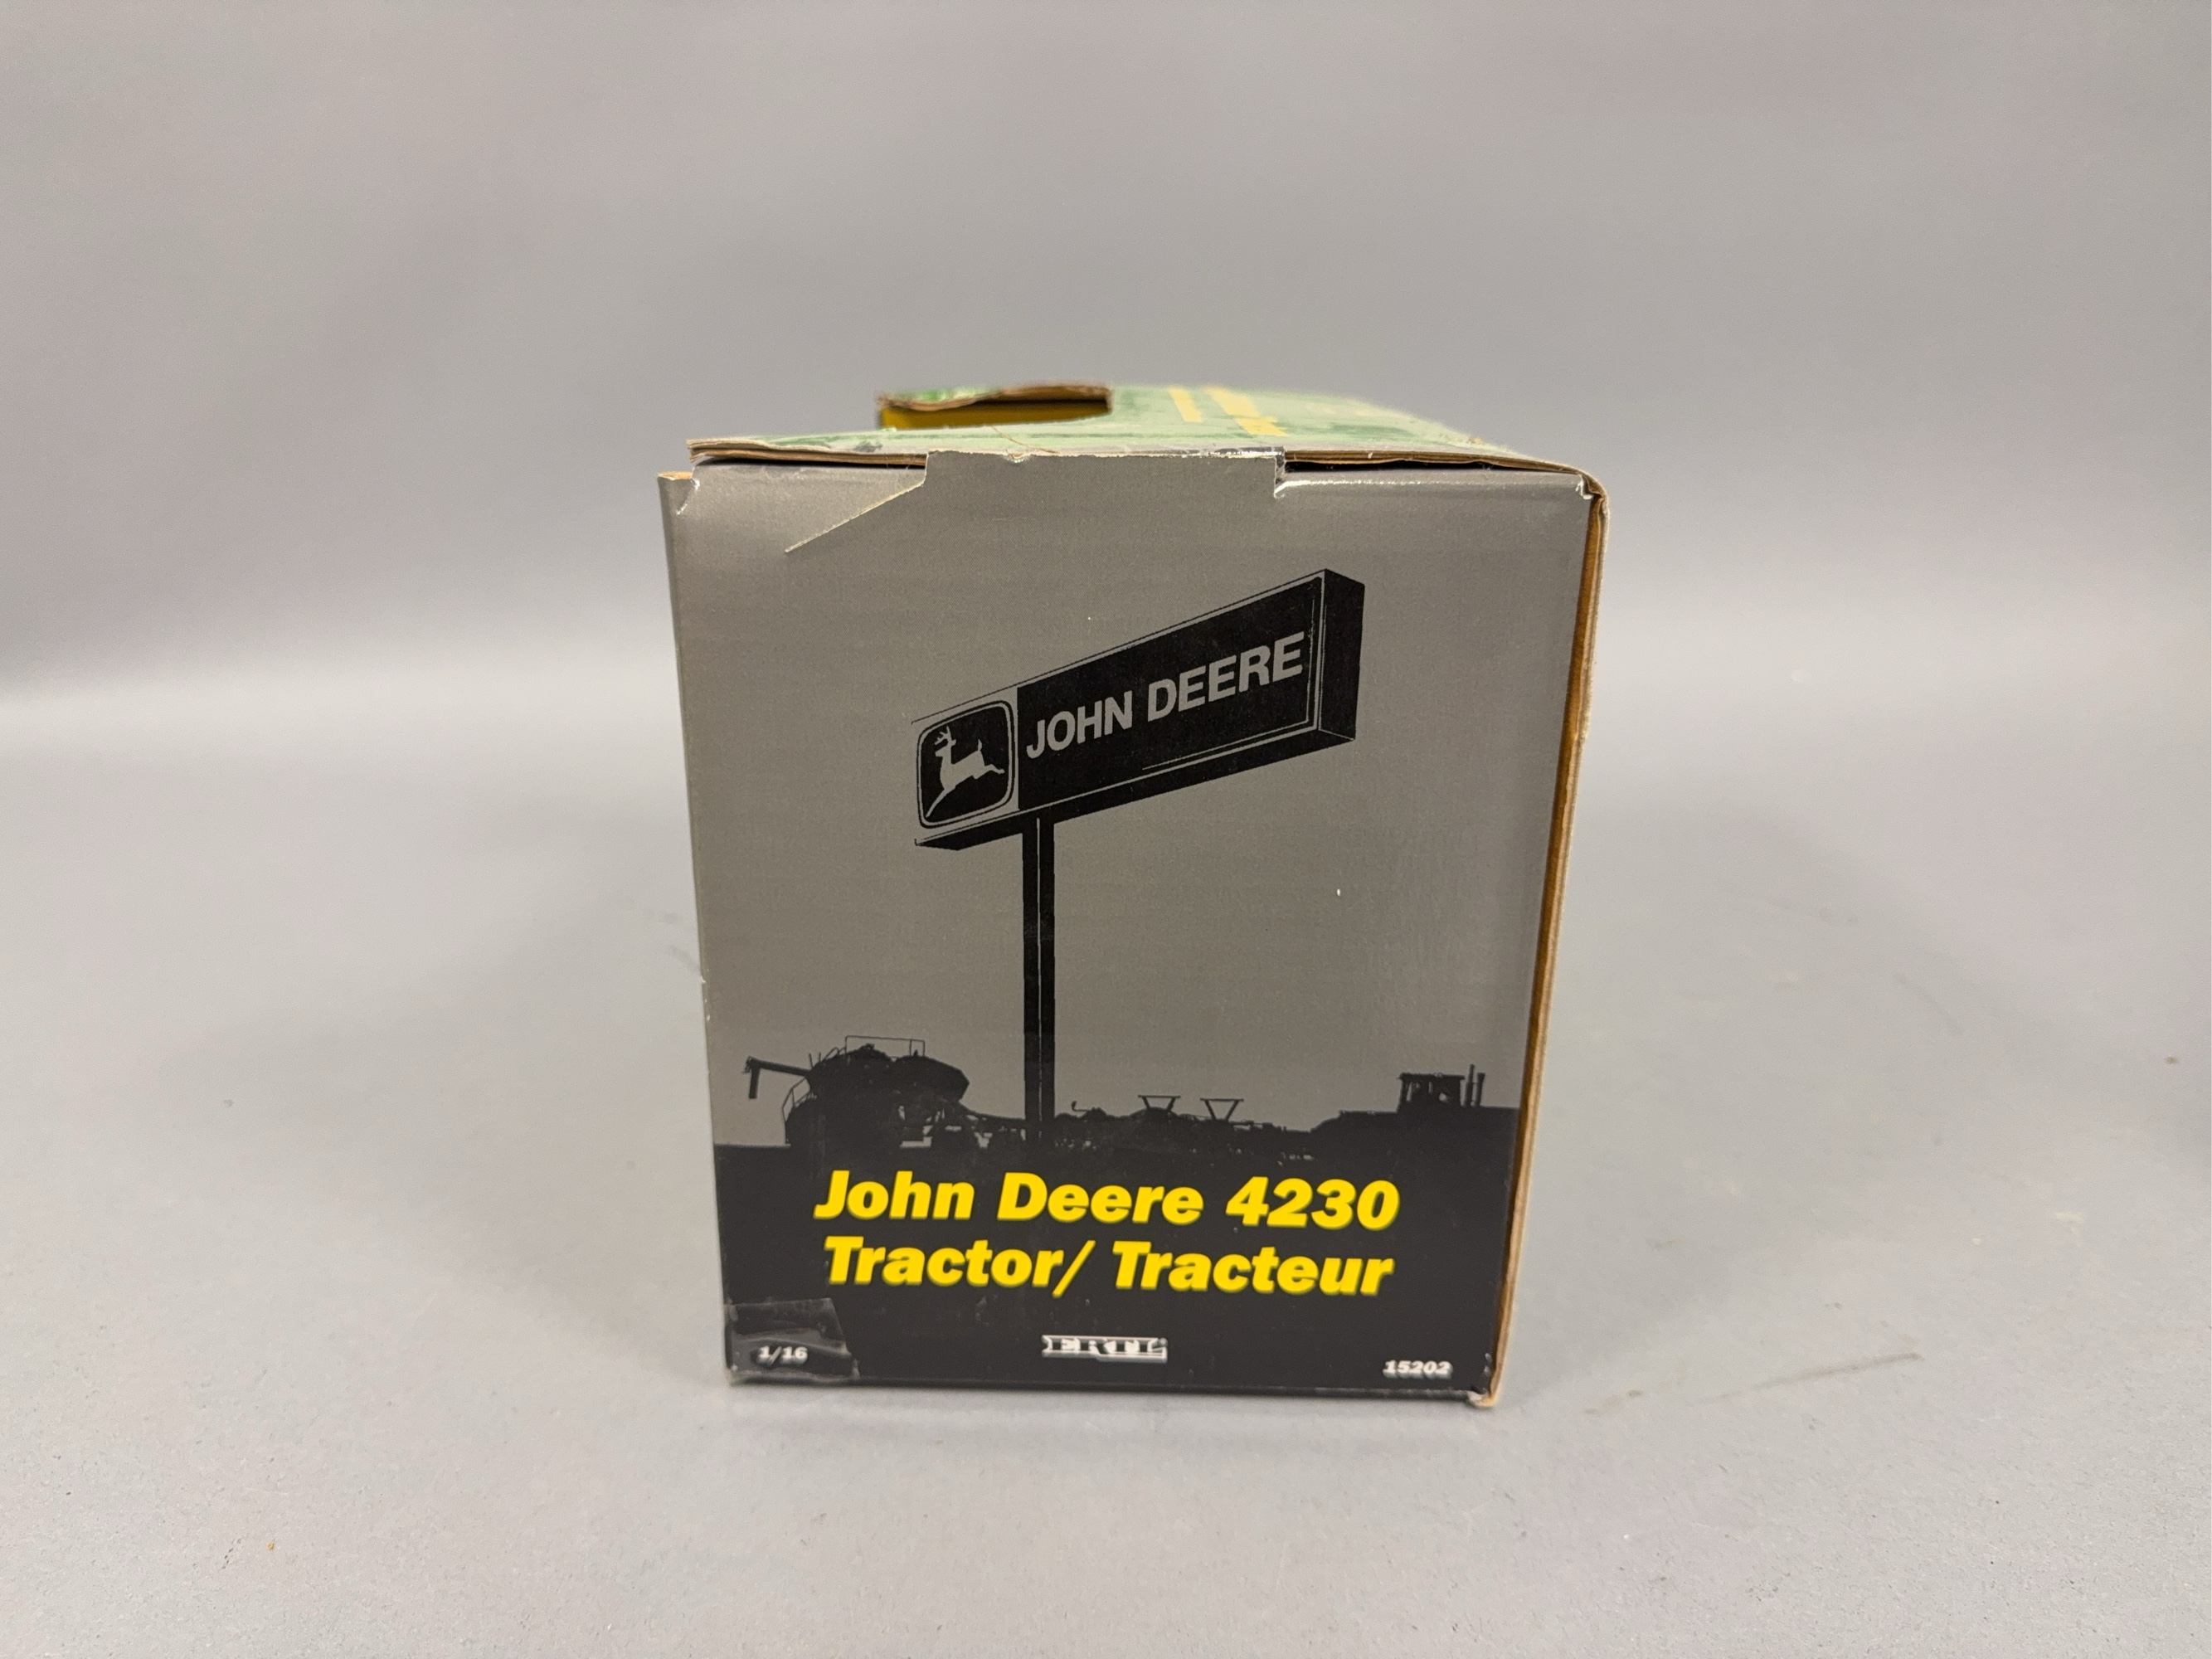 JOHN DEERE
John Deere 4230
Tractor/ Tracteur
1/16
ERTL
15202